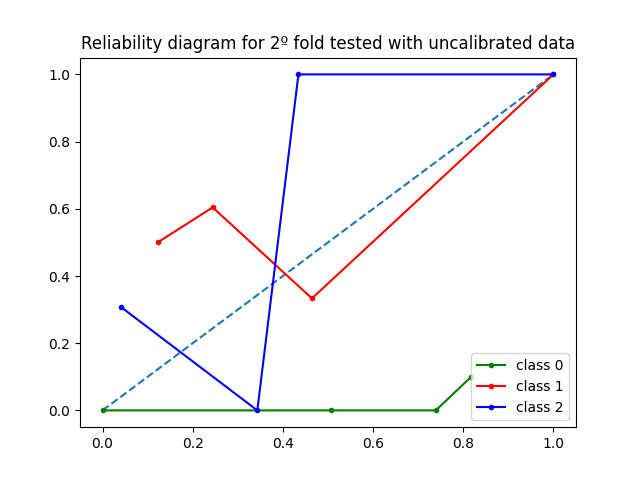 Reliability diagram for 2º fold tested with uncalibrated data
1.0
0.8
0.6
0.4
0.2
0.0
0.0 0.2 0.4 0.6 0.8 1.0
class 0
class 1
class 2